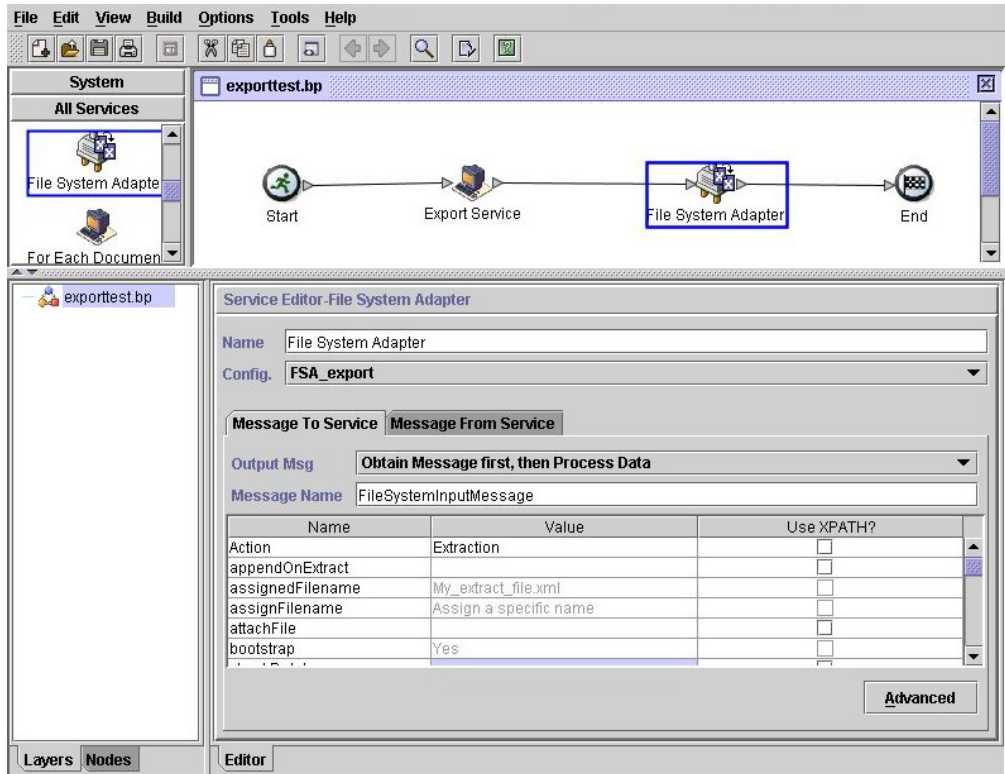 File Edit View Build Options Tools Help
System
All Services
File System Adapte
For Each Documen
exporttest.bp
Start
Export Service
File System Adapter
End
exporttest.bp
Service Editor-File System Adapter
Name File System Adapter
Config. FSA_export
Message To Service Message From Service
Output Msg Obtain Message first, then Process Data
Message Name FileSystemInputMessage
Name Value Use XPATH?
Action Extraction
appendOnExtract
assignedFilename My_extract_file.xml
assignFilename Assign a specific name
attachFile
bootstrap Yes
Advanced
Layers Nodes
Editor